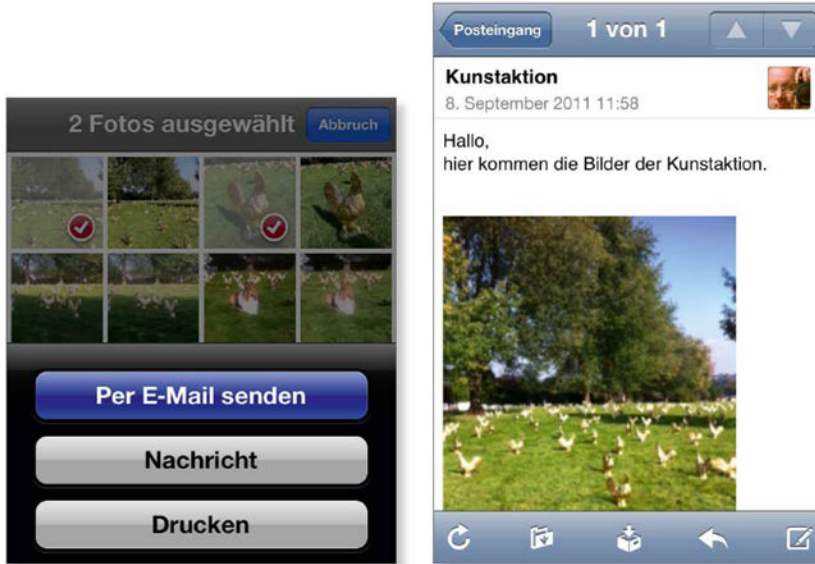 2 Fotos ausgewählt
Abbruch
Per E-Mail senden
Nachricht
Drucken
Posteingang
1 von 1
Kunstaktion
8. September 2011 11:58
Hallo,
hier kommen die Bilder der Kunstaktion.